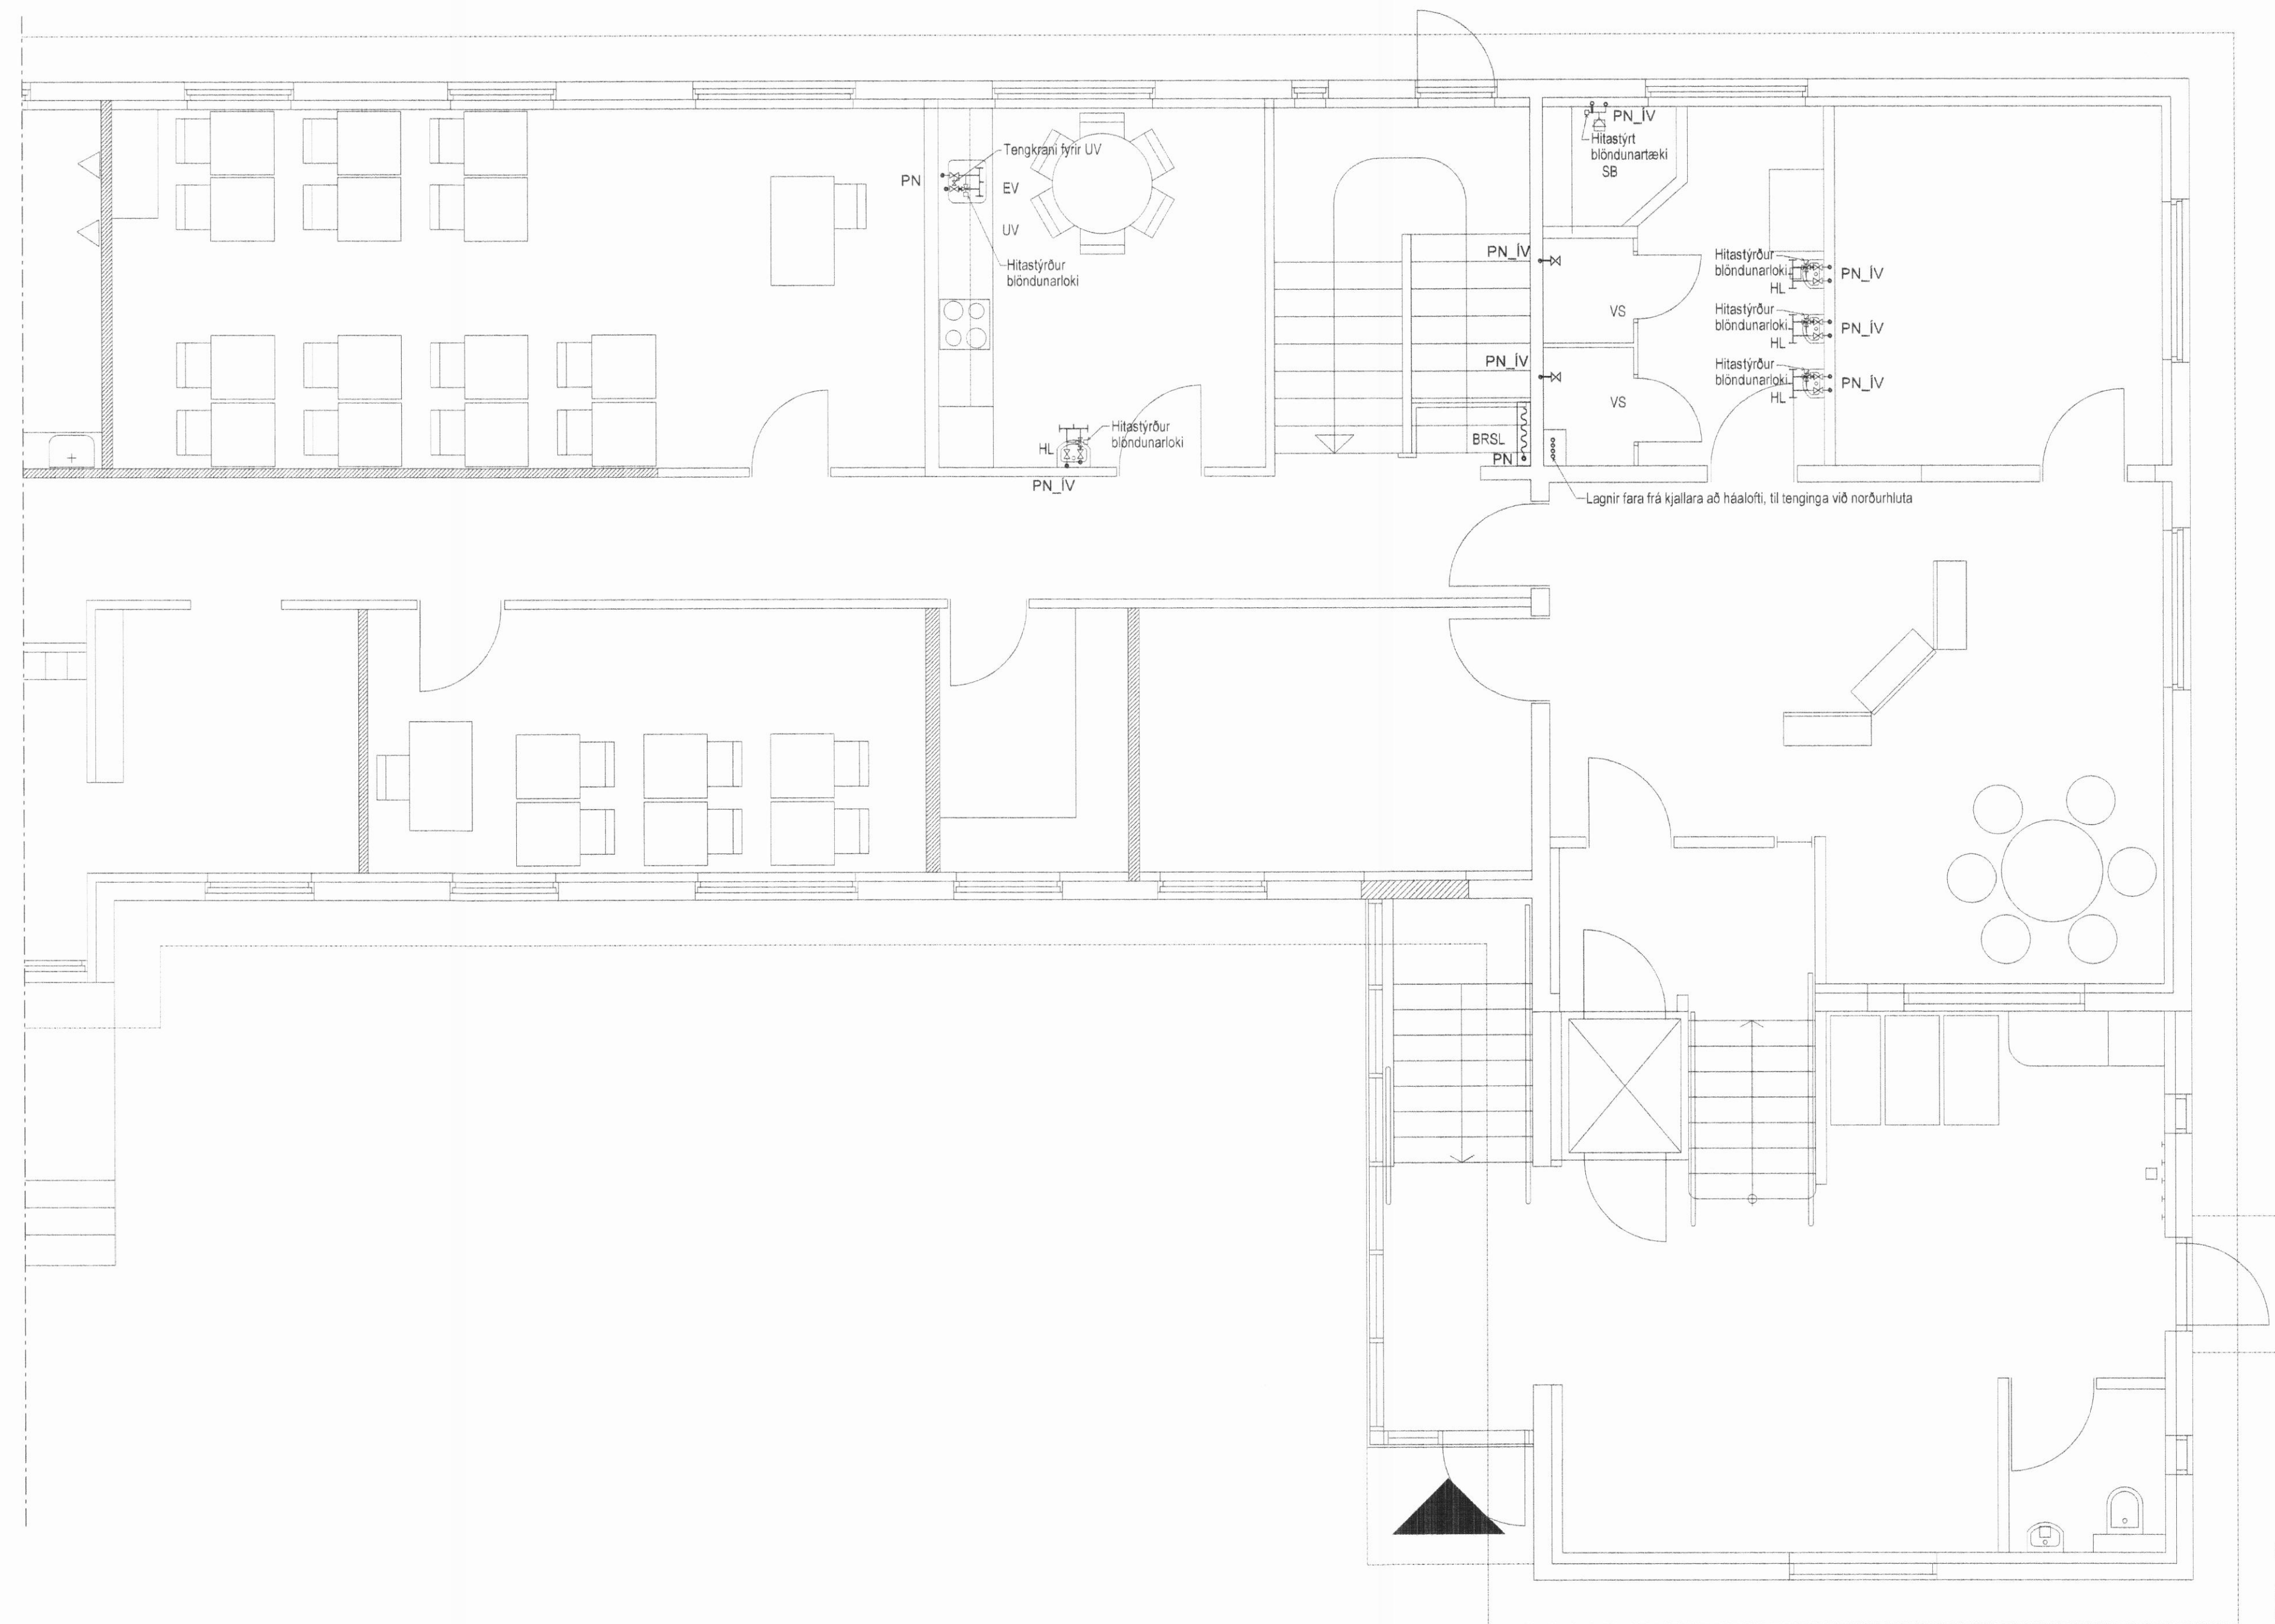 PN_ÍV
Hitastýrt
blöndunartæki
SB
Tengkrani fyrir UV
PN
EV
UV
Hitastýrður
blöndunarloki
PN_ÍV
VS
PN_ÍV
VS
Hitastýrður
blöndunarloki
HL
PN_ÍV
Hitastýrður
blöndunarloki
HL
PN_ÍV
Hitastýrður
blöndunarloki
HL
PN_ÍV
Hitastýrður
blöndunarloki
HL
PN_ÍV
BRSL
PN
Lagnir fara frá kjallara að háalofti, til tenginga við norðurhluta